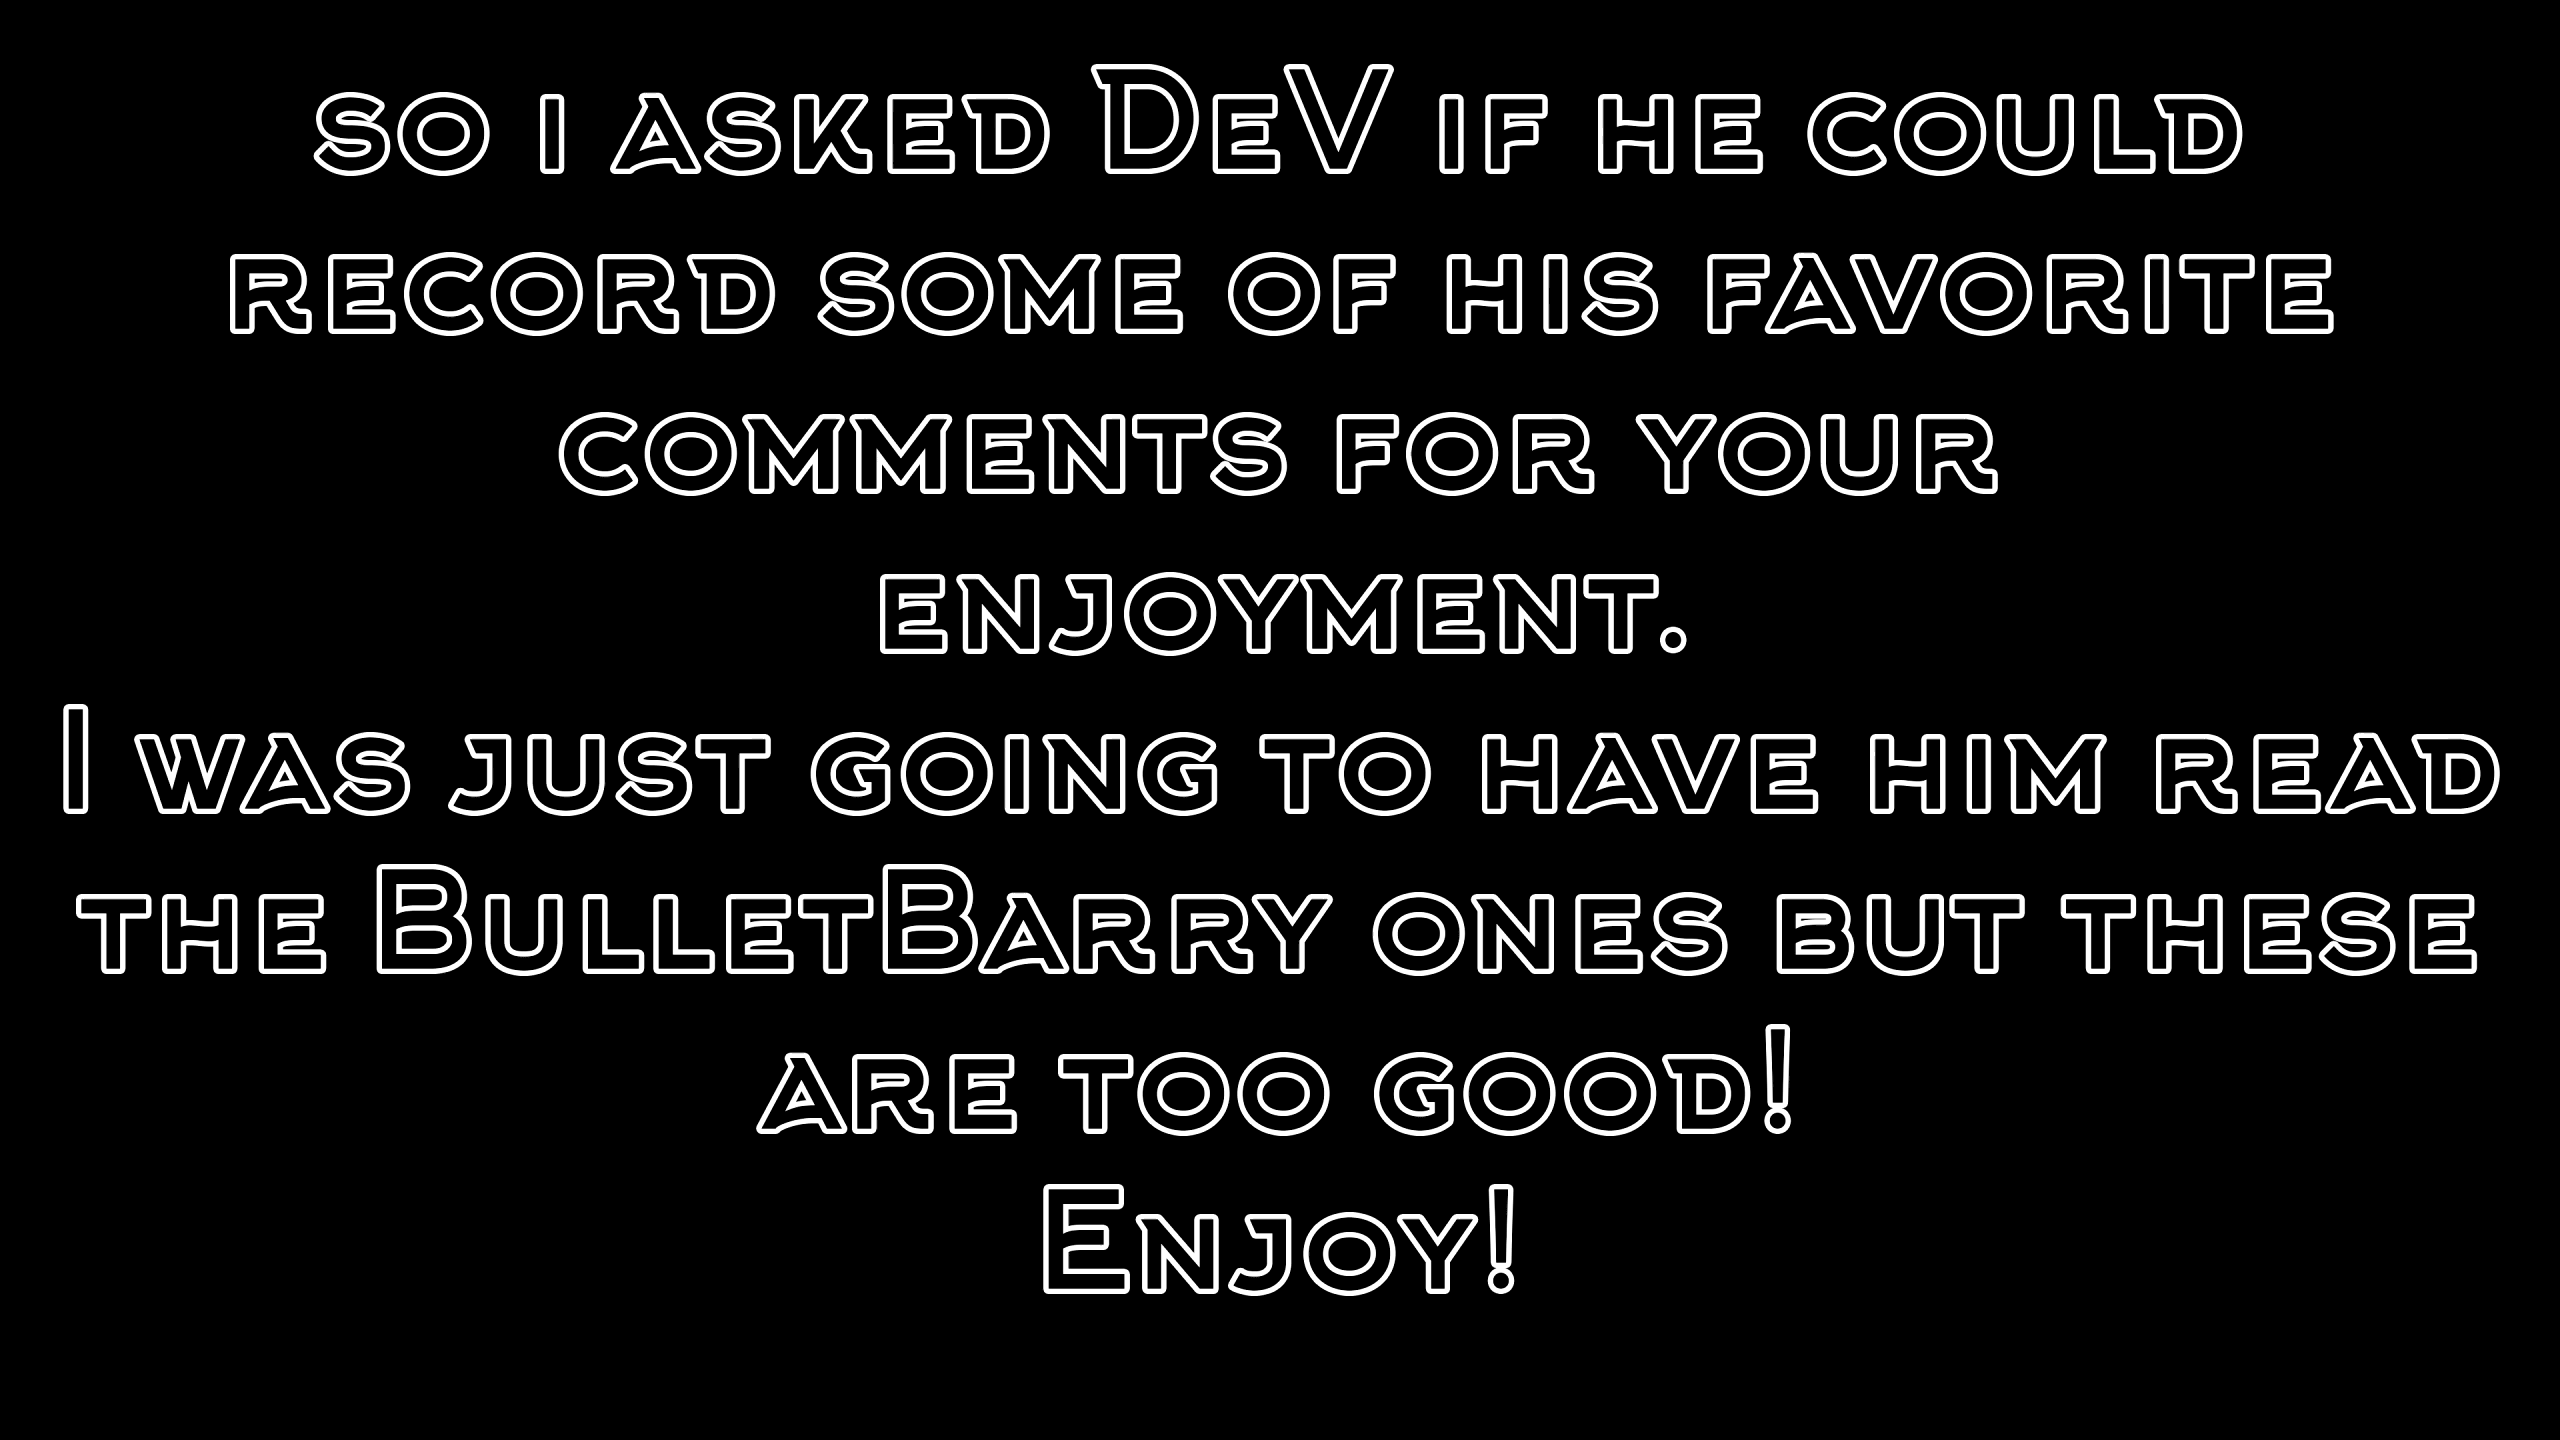 so i asked DeV if he could
record some of his favorite
comments for your
enjoyment.
I was just going to have him read
the BulletBarry ones but these
are too good!
Enjoy!